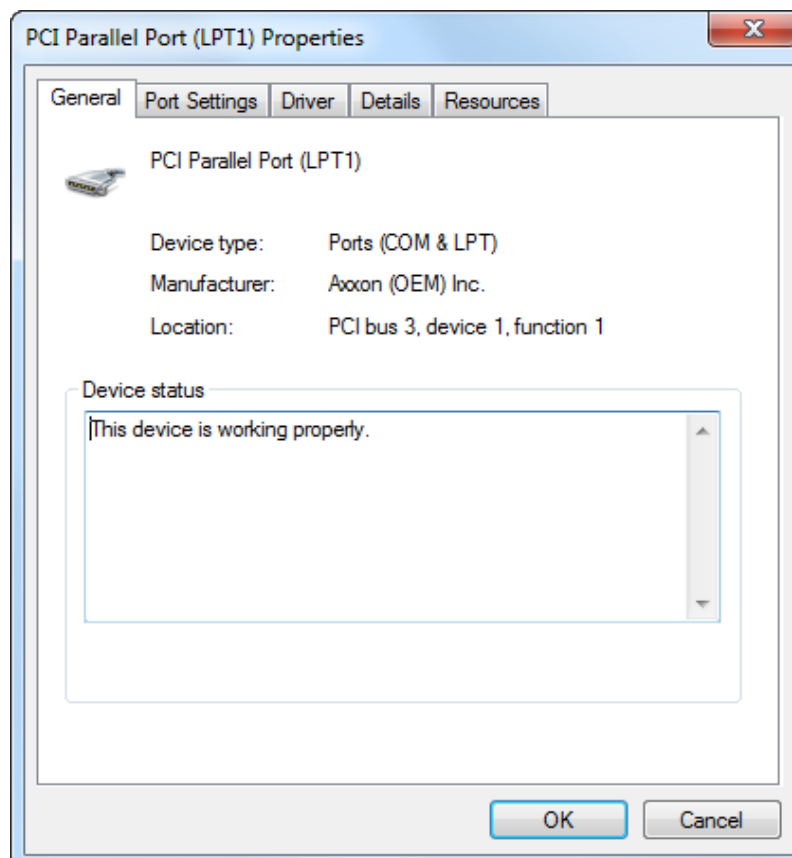 PCI Parallel Port (LPT1) Properties
General Port Settings Driver Details Resources
PCI Parallel Port (LPT1)
Device type: Ports (COM & LPT)
Manufacturer: Axxon (OEM) Inc.
Location: PCI bus 3, device 1, function 1
Device status
This device is working properly.
OK Cancel